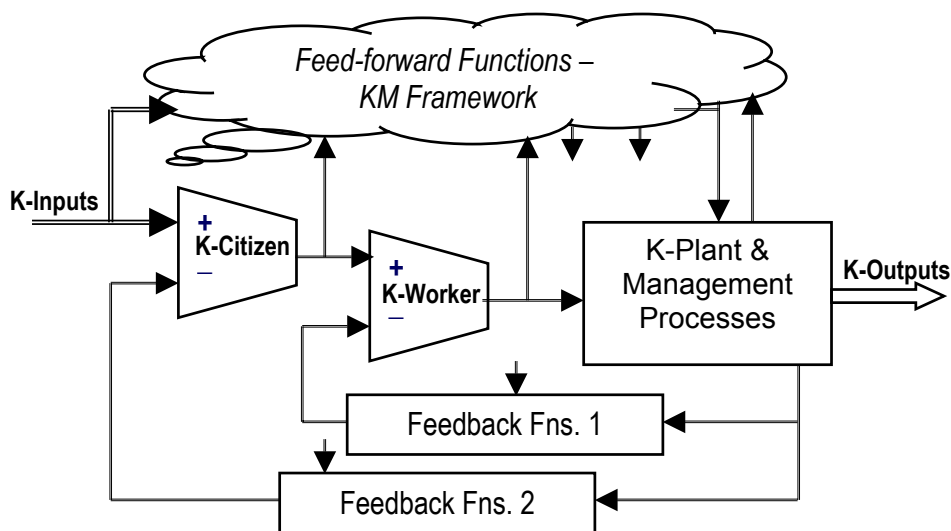 Feed-forward Functions –
KM Framework
K-Inputs
+
K-Citizen
–
+
K-Worker
–
K-Plant &
Management
Processes
K-Outputs
Feedback Fns. 1
Feedback Fns. 2